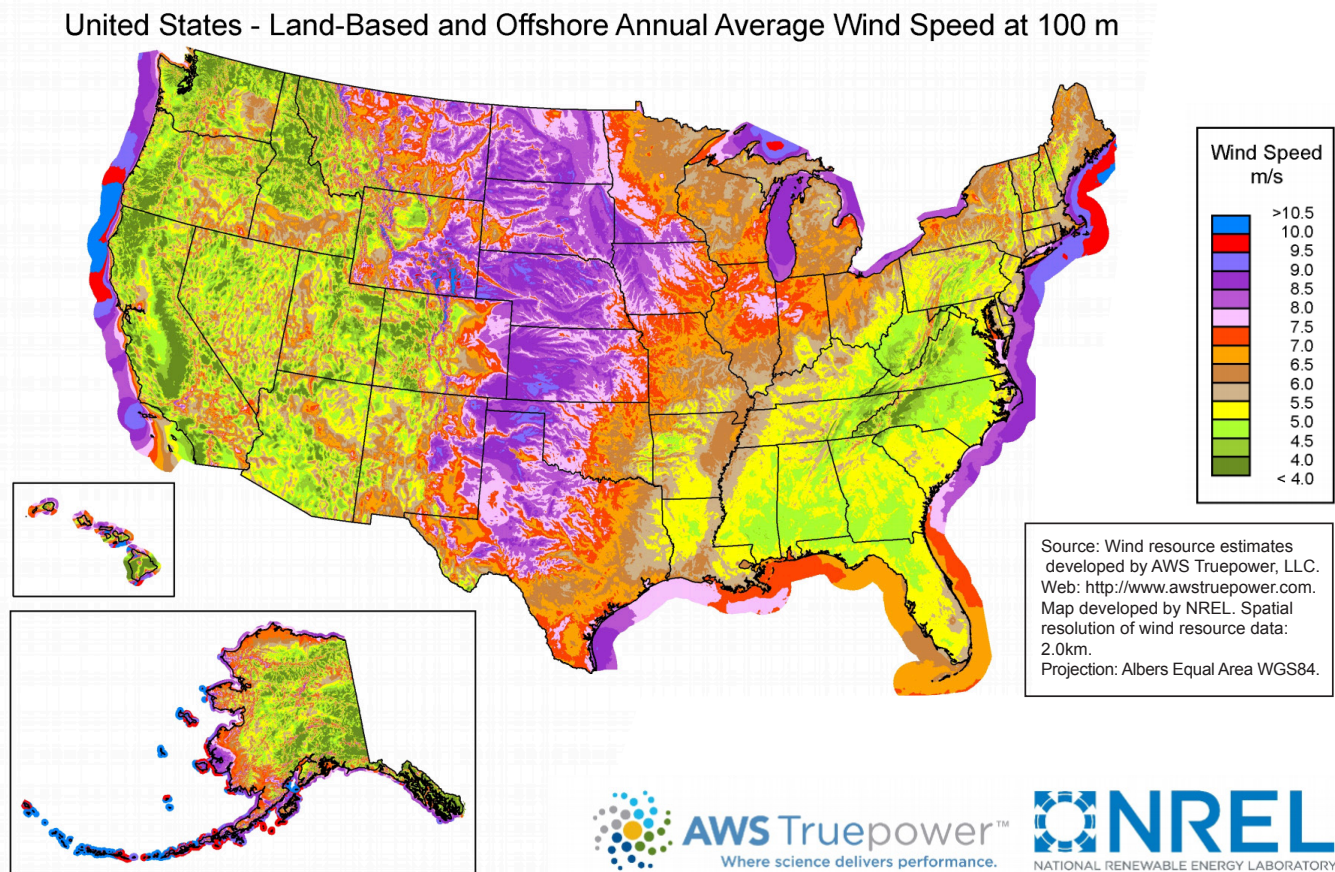 United States - Land-Based and Offshore Annual Average Wind Speed at 100 m
Wind Speed
m/s
>10.5
10.0
9.5
9.0
8.5
8.0
7.5
7.0
6.5
6.0
5.5
5.0
4.5
4.0
< 4.0
Source: Wind resource estimates
developed by AWS Truepower, LLC.
Web: http://www.awstruepower.com.
Map developed by NREL. Spatial
resolution of wind resource data:
2.0km.
Projection: Albers Equal Area WGS84.
AWS Truepower™
Where science delivers performance.
NREL
NATIONAL RENEWABLE ENERGY LABORATORY